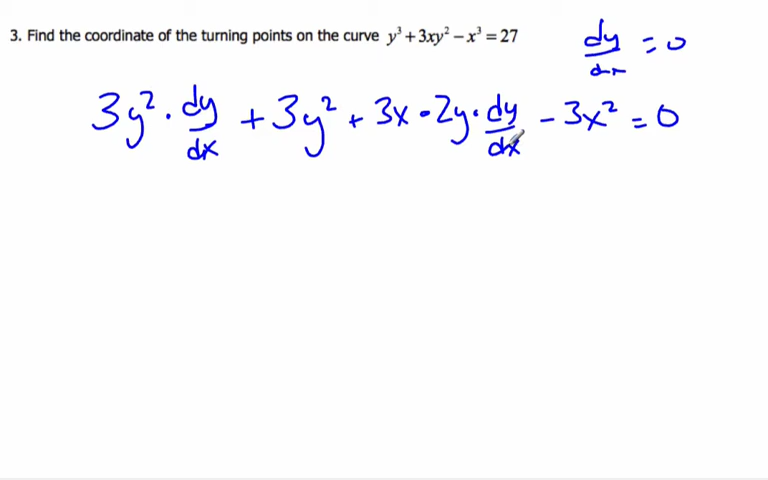 3. Find the coordinate of the turning points on the curve y³ + 3xy² − x³ = 27
dy/dx = 0
3y² · dy/dx + 3y² + 3x · 2y · dy/dx − 3x² = 0